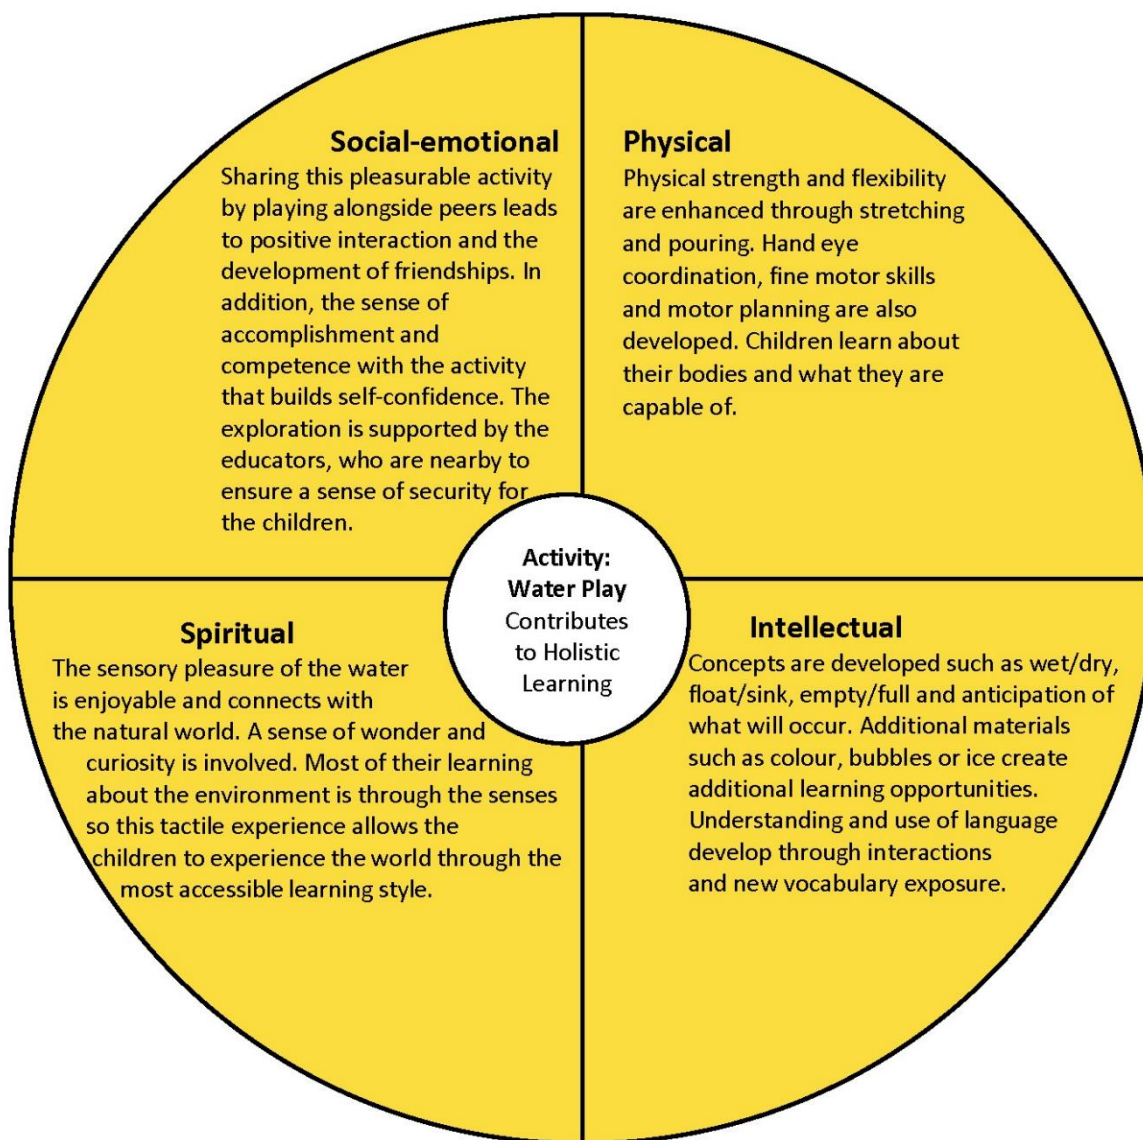 Social-emotional
Sharing this pleasurable activity
by playing alongside peers leads
to positive interaction and the
development of friendships. In
addition, the sense of
accomplishment and
competence with the activity
that builds self-confidence. The
exploration is supported by the
educators, who are nearby to
ensure a sense of security for
the children.
Physical
Physical strength and flexibility
are enhanced through stretching
and pouring. Hand eye
coordination, fine motor skills
and motor planning are also
developed. Children learn about
their bodies and what they are
capable of.
Activity:
Water Play
Contributes
to Holistic
Learning
Spiritual
The sensory pleasure of the water
is enjoyable and connects with
the natural world. A sense of wonder and
curiosity is involved. Most of their learning
about the environment is through the senses
so this tactile experience allows the
children to experience the world through the
most accessible learning style.
Intellectual
Concepts are developed such as wet/dry,
float/sink, empty/full and anticipation of
what will occur. Additional materials
such as colour, bubbles or ice create
additional learning opportunities.
Understanding and use of language
develop through interactions
and new vocabulary exposure.